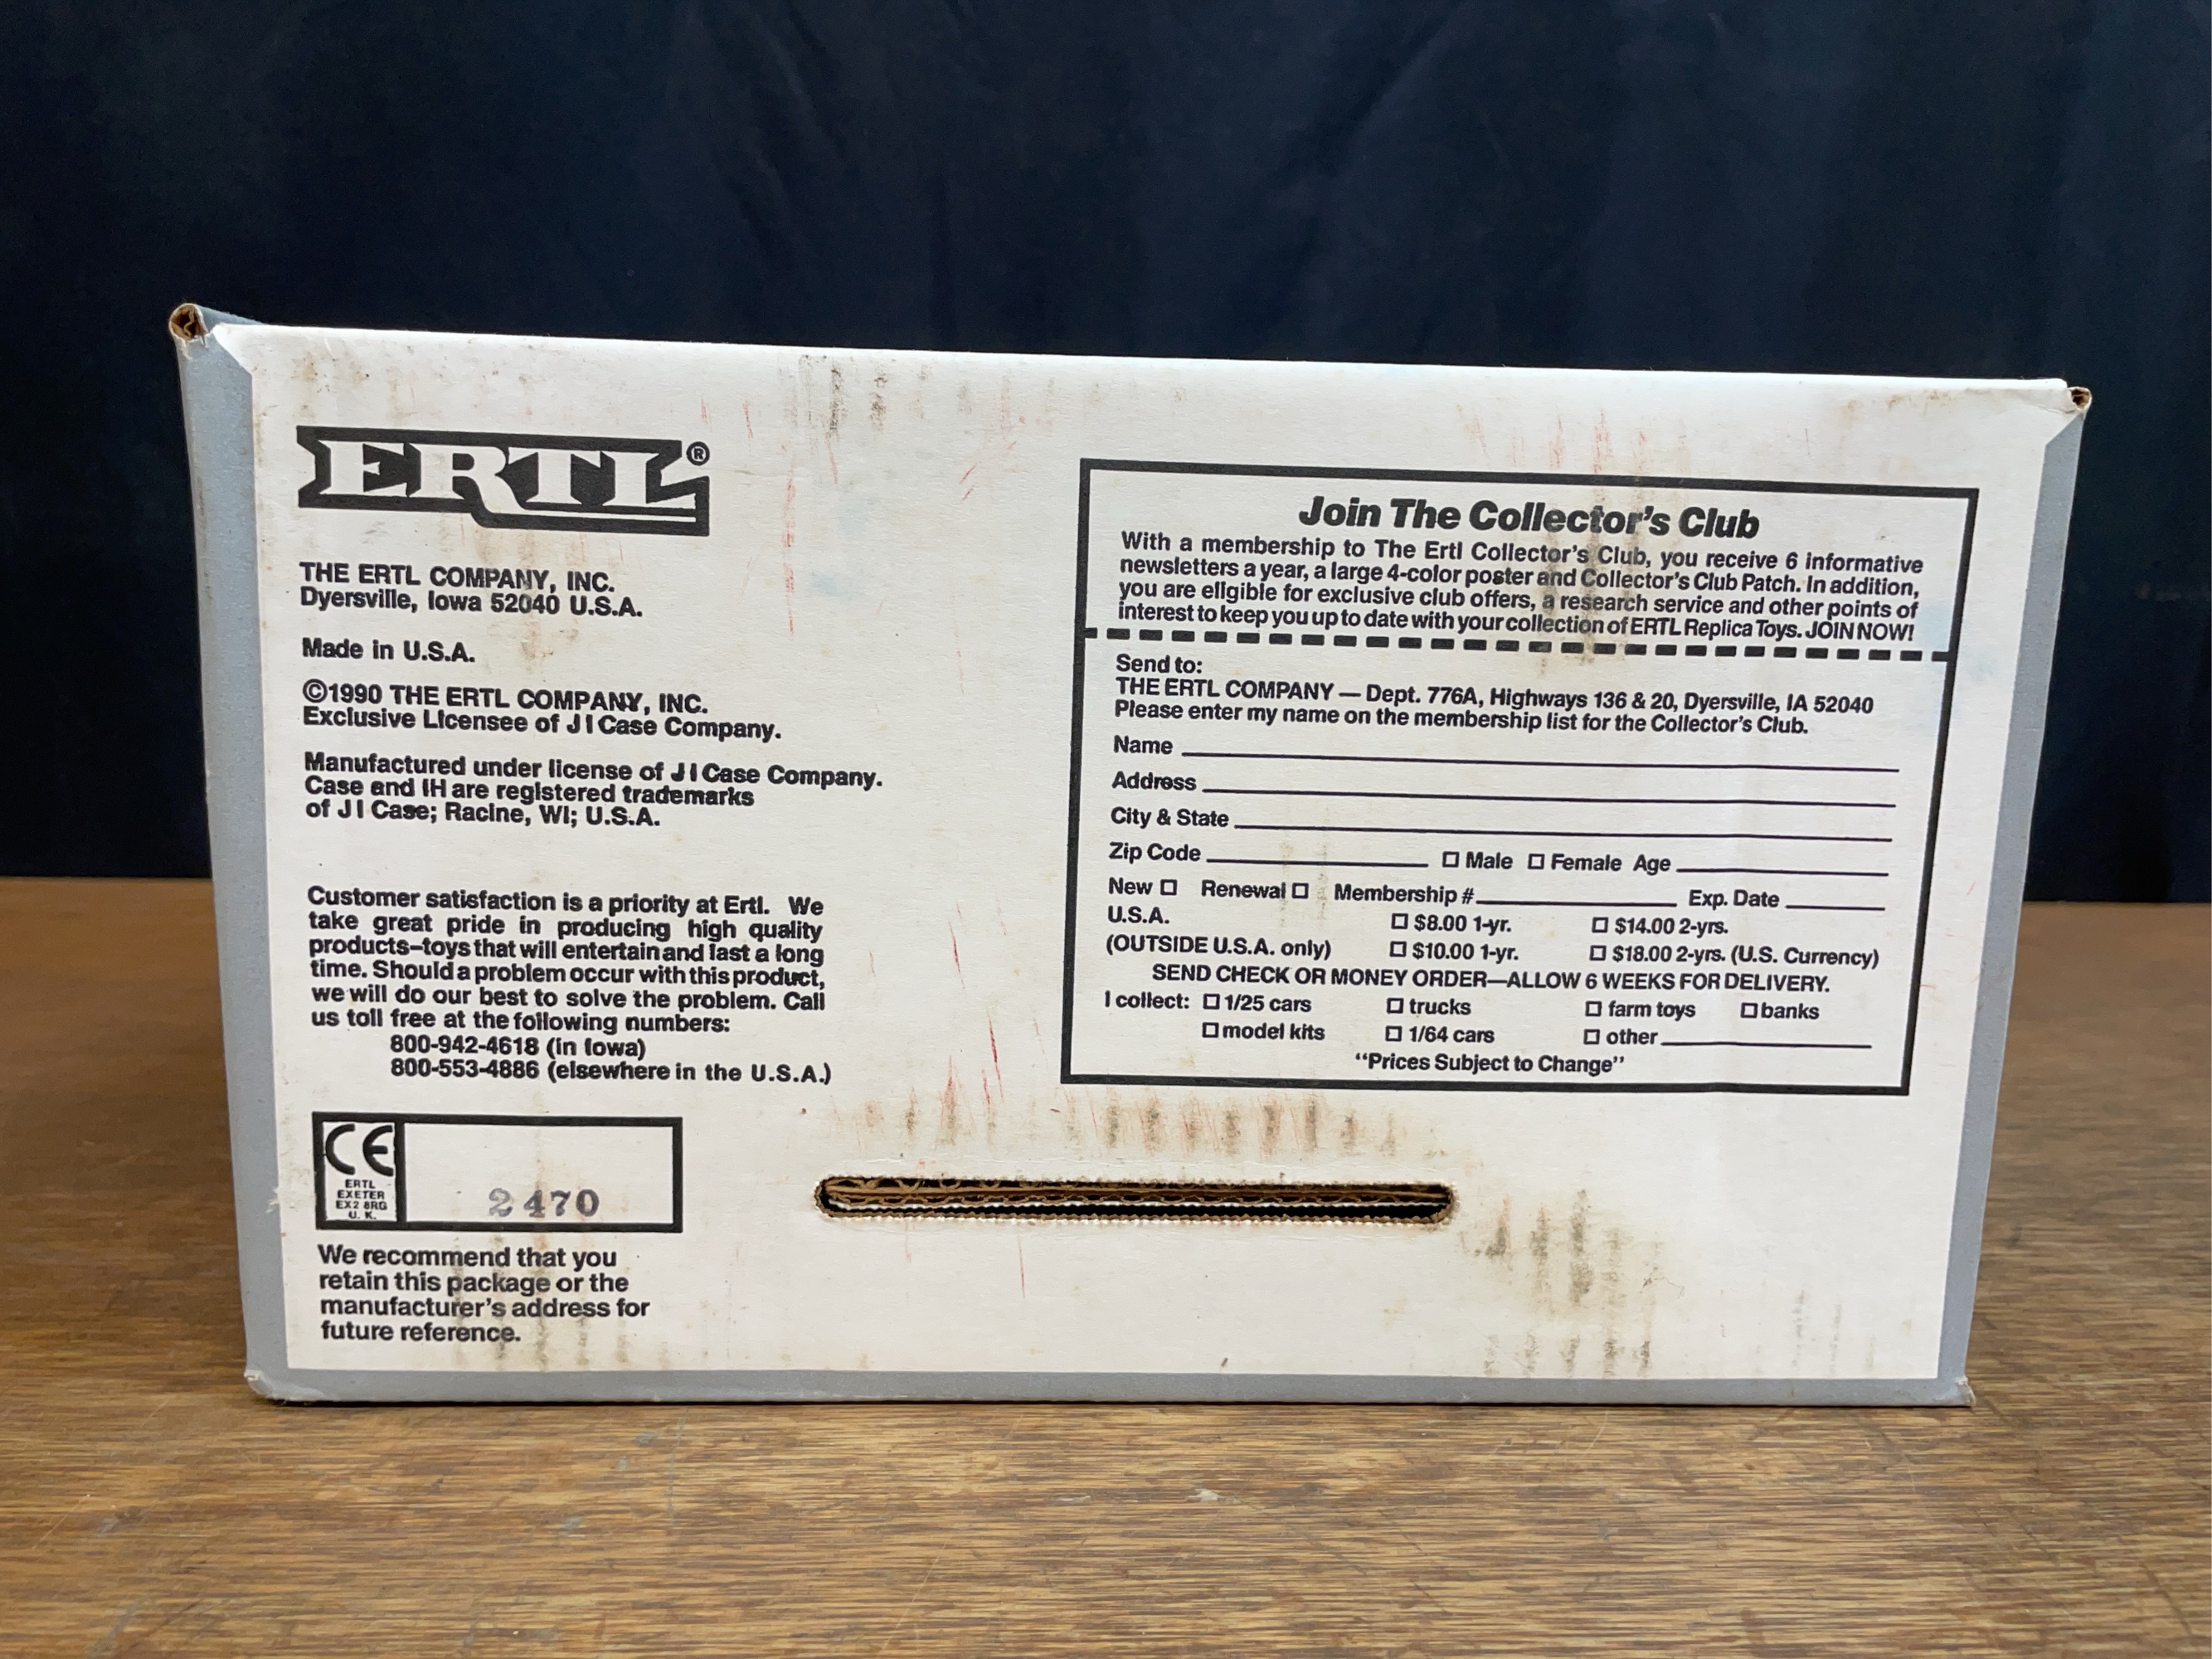 ERTL®
THE ERTL COMPANY, INC.
Dyersville, Iowa 52040 U.S.A.
Made in U.S.A.
©1990 THE ERTL COMPANY, INC.
Exclusive Licensee of J I Case Company.
Manufactured under license of J I Case Company.
Case and IH are registered trademarks
of J I Case; Racine, WI; U.S.A.
Customer satisfaction is a priority at Ertl. We
take great pride in producing high quality
products–toys that will entertain and last a long
time. Should a problem occur with this product,
we will do our best to solve the problem. Call
us toll free at the following numbers:
800-942-4618 (in Iowa)
800-553-4886 (elsewhere in the U.S.A.)
CE
ERTL
EXETER
EX2 8RG
U. K.
2470
We recommend that you
retain this package or the
manufacturer's address for
future reference.
Join The Collector's Club
With a membership to The Ertl Collector's Club, you receive 6 informative
newsletters a year, a large 4-color poster and Collector's Club Patch. In addition,
you are eligible for exclusive club offers, a research service and other points of
interest to keep you up to date with your collection of ERTL Replica Toys. JOIN NOW!
Send to:
THE ERTL COMPANY — Dept. 776A, Highways 136 & 20, Dyersville, IA 52040
Please enter my name on the membership list for the Collector's Club.
Name
Address
City & State
Zip Code □ Male □ Female Age
New □ Renewal □ Membership # Exp. Date
U.S.A. □ $8.00 1-yr. □ $14.00 2-yrs.
(OUTSIDE U.S.A. only) □ $10.00 1-yr. □ $18.00 2-yrs. (U.S. Currency)
SEND CHECK OR MONEY ORDER—ALLOW 6 WEEKS FOR DELIVERY.
I collect: □ 1/25 cars □ trucks □ farm toys □ banks
□ model kits □ 1/64 cars □ other
"Prices Subject to Change"